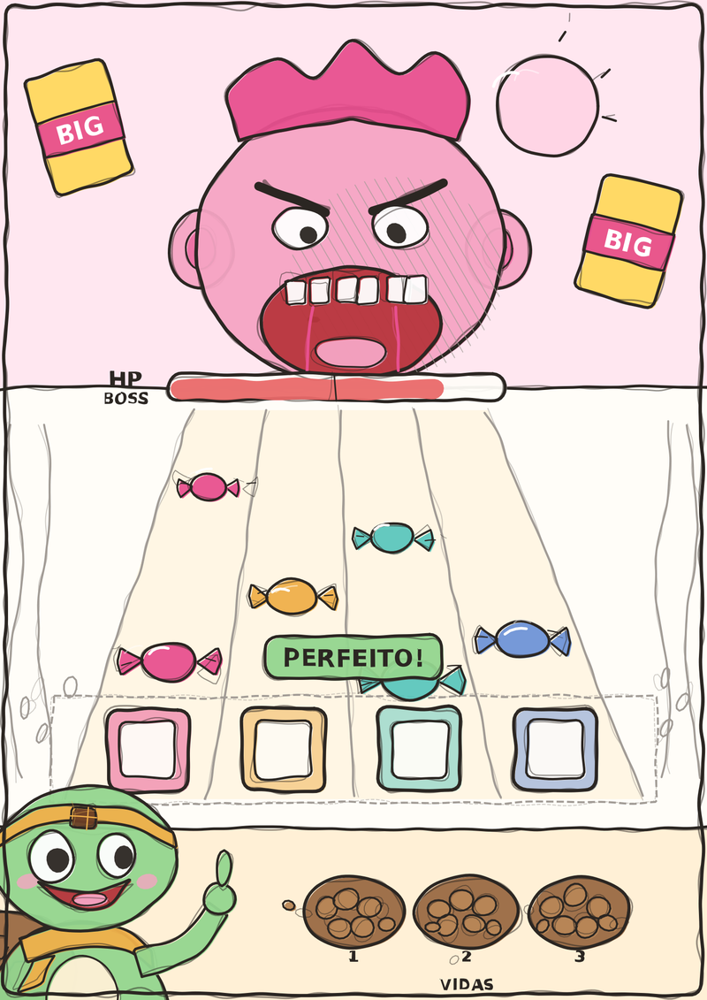 BIG
BIG
HP
BOSS
PERFEITO!
1
2
3
VIDAS